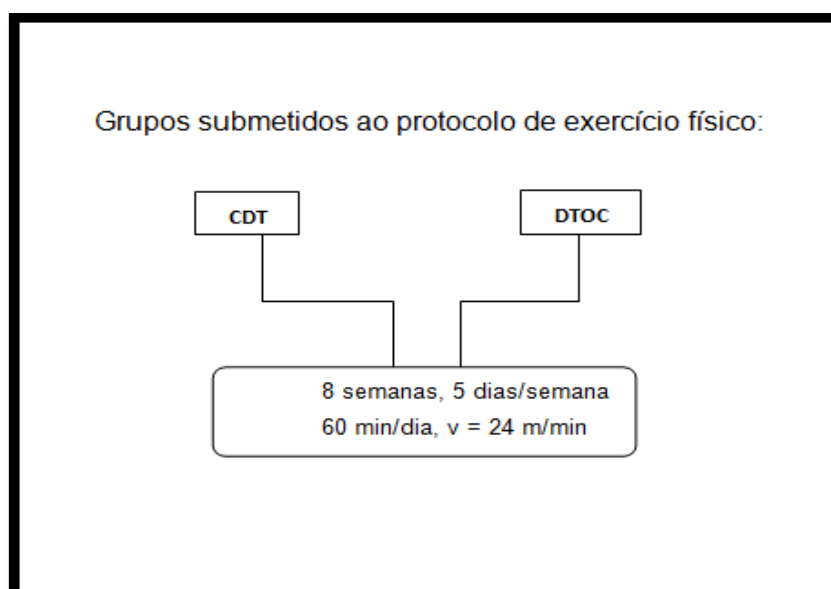 Grupos submetidos ao protocolo de exercício físico:
CDT
DTOC
8 semanas, 5 dias/semana
60 min/dia, v = 24 m/min